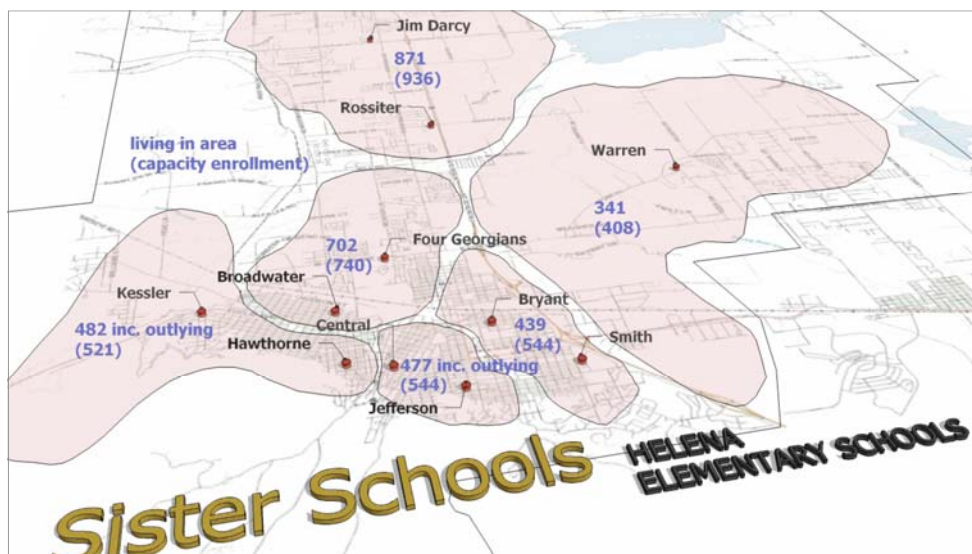 Jim Darcy
871
(936)
Rossiter
living in area
(capacity enrollment)
Warren
341
(408)
702
(740)
Four Georgians
Broadwater
Kessler
Bryant
482 inc. outlying
(521)
Central
439
(544)
Smith
Hawthorne
477 inc. outlying
(544)
Jefferson
Sister Schools
HELENA
ELEMENTARY SCHOOLS